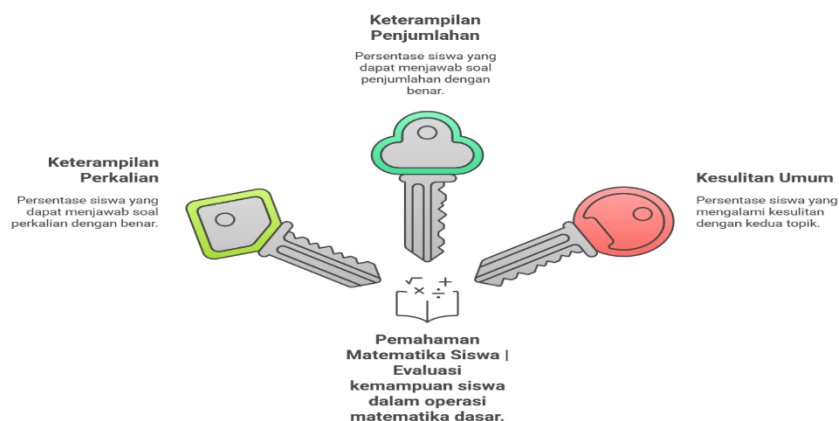 Keterampilan
Penjumlahan
Persentase siswa yang
dapat menjawab soal
penjumlahan dengan
benar.
Keterampilan
Perkalian
Persentase siswa yang
dapat menjawab soal
perkalian dengan benar.
Kesulitan Umum
Persentase siswa yang
mengalami kesulitan
dengan kedua topik.
√ +
× ÷
Pemahaman
Matematika Siswa |
Evaluasi
kemampuan siswa
dalam operasi
matematika dasar.